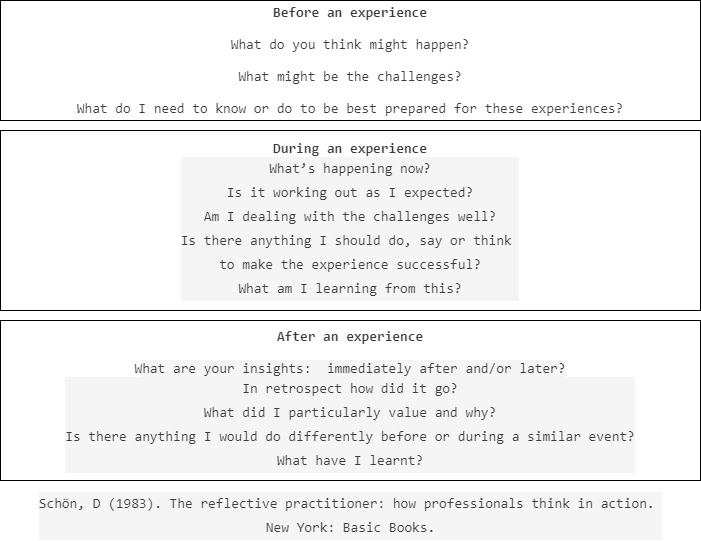 Before an experience
What do you think might happen?
What might be the challenges?
What do I need to know or do to be best prepared for these experiences?
During an experience
What’s happening now?
Is it working out as I expected?
Am I dealing with the challenges well?
Is there anything I should do, say or think
to make the experience successful?
What am I learning from this?
After an experience
What are your insights:  immediately after and/or later?
In retrospect how did it go?
What did I particularly value and why?
Is there anything I would do differently before or during a similar event?
What have I learnt?
Schön, D (1983). The reflective practitioner: how professionals think in action.
New York: Basic Books.